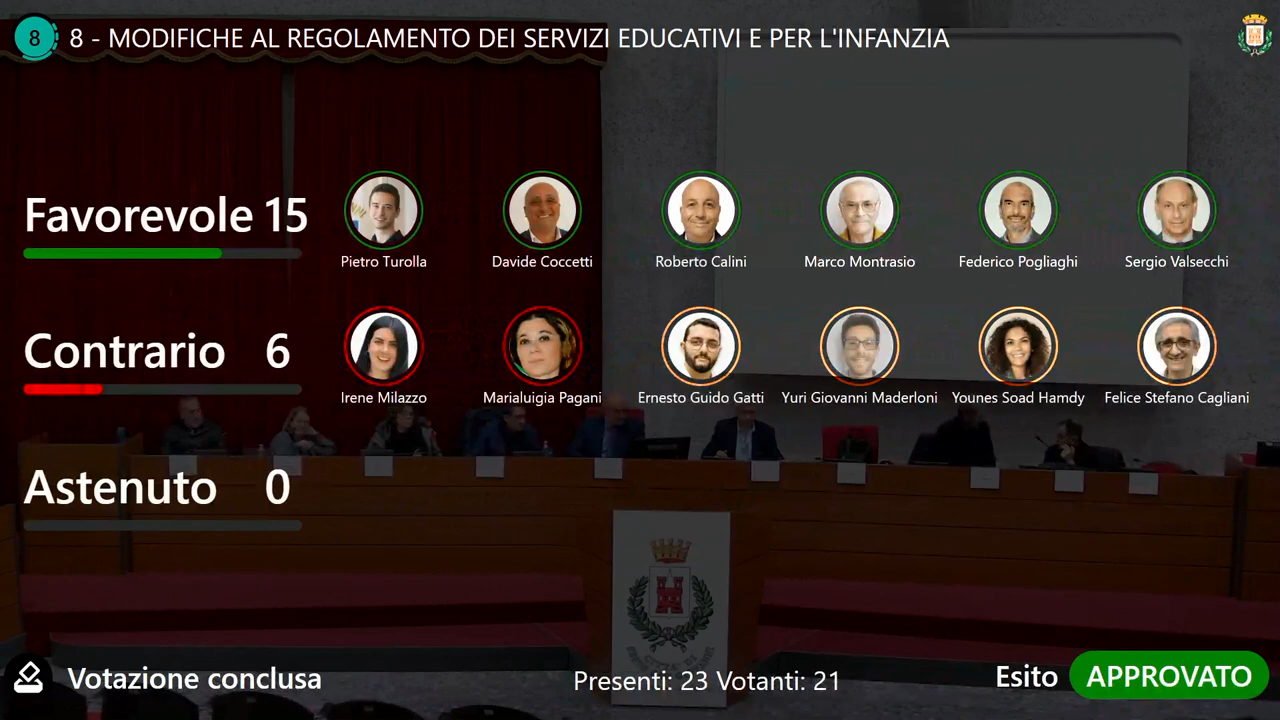 8
8 - MODIFICHE AL REGOLAMENTO DEI SERVIZI EDUCATIVI E PER L'INFANZIA
Favorevole 15
Pietro Turolla
Davide Coccetti
Roberto Calini
Marco Montrasio
Federico Pogliaghi
Sergio Valsecchi
Contrario 6
Irene Milazzo
Marialuigia Pagani
Ernesto Guido Gatti
Yuri Giovanni Maderloni
Younes Soad Hamdy
Felice Stefano Cagliani
Astenuto 0
Votazione conclusa
Presenti: 23 Votanti: 21
Esito APPROVATO